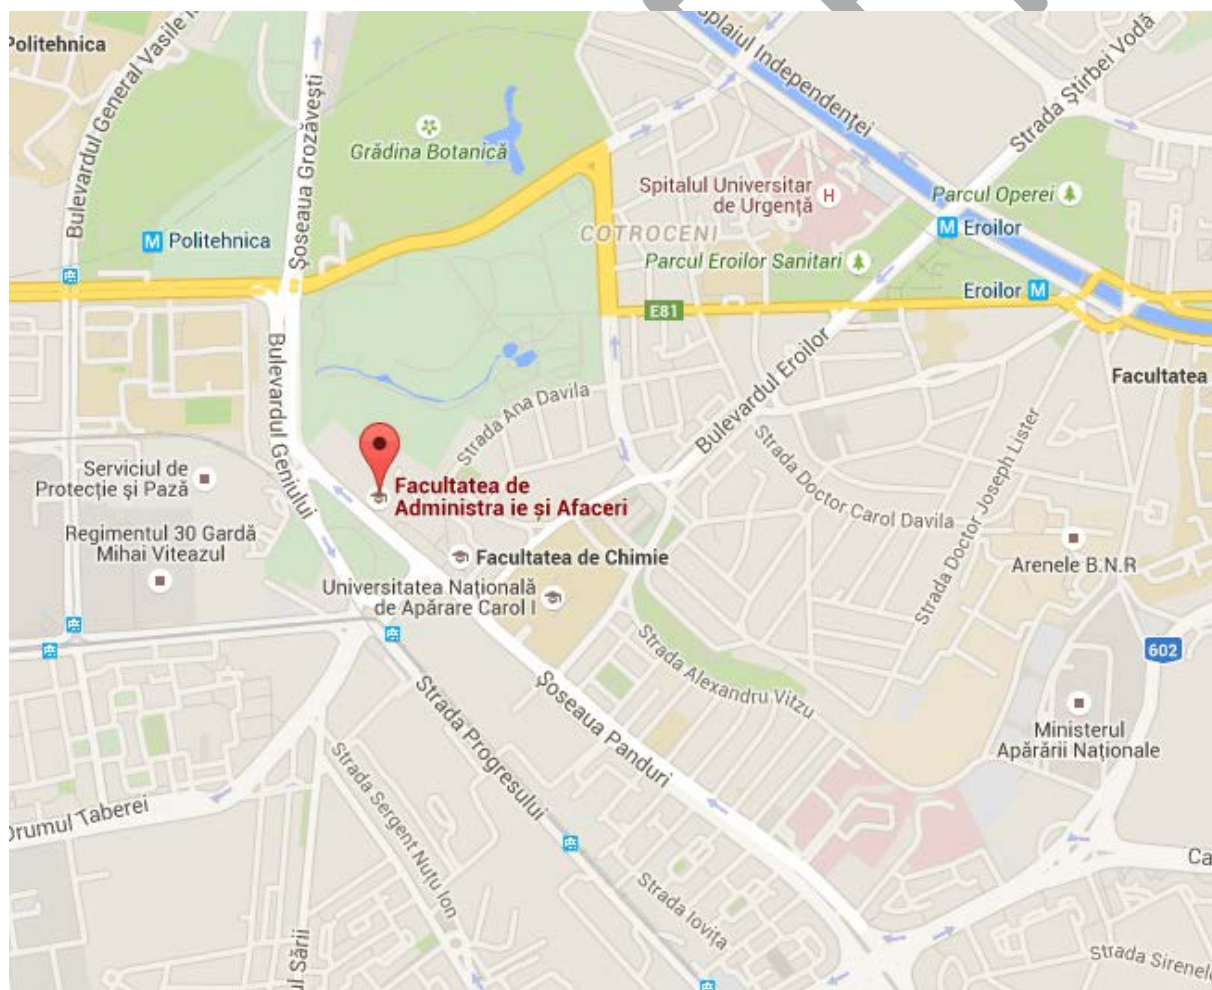 Politehnica
Bulevardul General Vasile
Șoseaua Grozăvești
Splaiul Independenței
Strada Știrbei Vodă
Grădina Botanică
Spitalul Universitar
de Urgență
H
Parcul Operei
M Politehnica
COTROCENI
M Eroilor
Parcul Eroilor Sanitari
Eroilor M
E81
Bulevardul Geniului
Bulevardul Eroilor
Facultatea
Strada Ana Davila
Serviciul de
Protecție și Pază
Facultatea de
Administra ie și Afaceri
Strada Doctor Carol Davila
Strada Doctor Joseph Lister
Regimentul 30 Gardă
Mihai Viteazul
Facultatea de Chimie
Arenele B.N.R
Universitatea Națională
de Apărare Carol I
602
Strada Alexandru Vitzu
Șoseaua Panduri
Strada Progresului
Ministerul
Apărării Naționale
Strada Sergent Nuțu Ion
Drumul Taberei
Ca
Strada Iovița
Sării
Strada Sirenelo